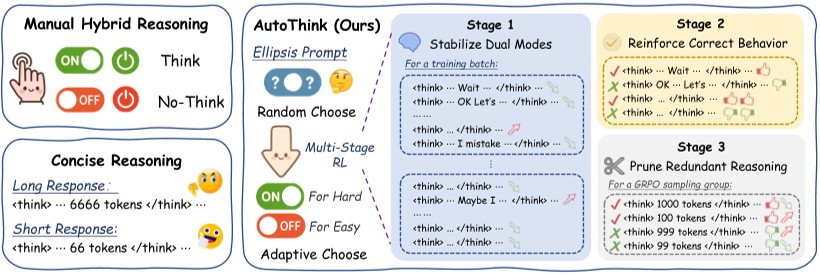 Manual Hybrid Reasoning
ON
Think
OFF
No-Think
Concise Reasoning
Long Response:
<think> ··· 6666 tokens </think> ···
Short Response:
<think> ··· 66 tokens </think> ···
AutoThink (Ours)
Ellipsis Prompt
? ?
Random Choose
Multi-Stage
RL
ON
For Hard
OFF
For Easy
Adaptive Choose
Stage 1
Stabilize Dual Modes
For a training batch:
<think> ··· Wait ··· </think> ···
<think> ··· OK Let's ··· </think> ···
... ...
<think> ... </think> ...
<think> ··· I mistake ··· </think> ···
⋮
<think> ... </think> ...
<think> ··· Maybe I ··· </think> ···
... ...
<think> ... </think> ...
<think> ... </think> ...
Stage 2
Reinforce Correct Behavior
<think> ··· Wait ··· </think> ···
<think> OK ··· Let's ··· </think> ···
<think> ... </think> ...
<think> ... </think> ...
Stage 3
Prune Redundant Reasoning
For a GRPO sampling group:
<think> 1000 tokens </think> ···
<think> 100 tokens </think> ···
<think> 999 tokens </think> ···
<think> 99 tokens </think> ···